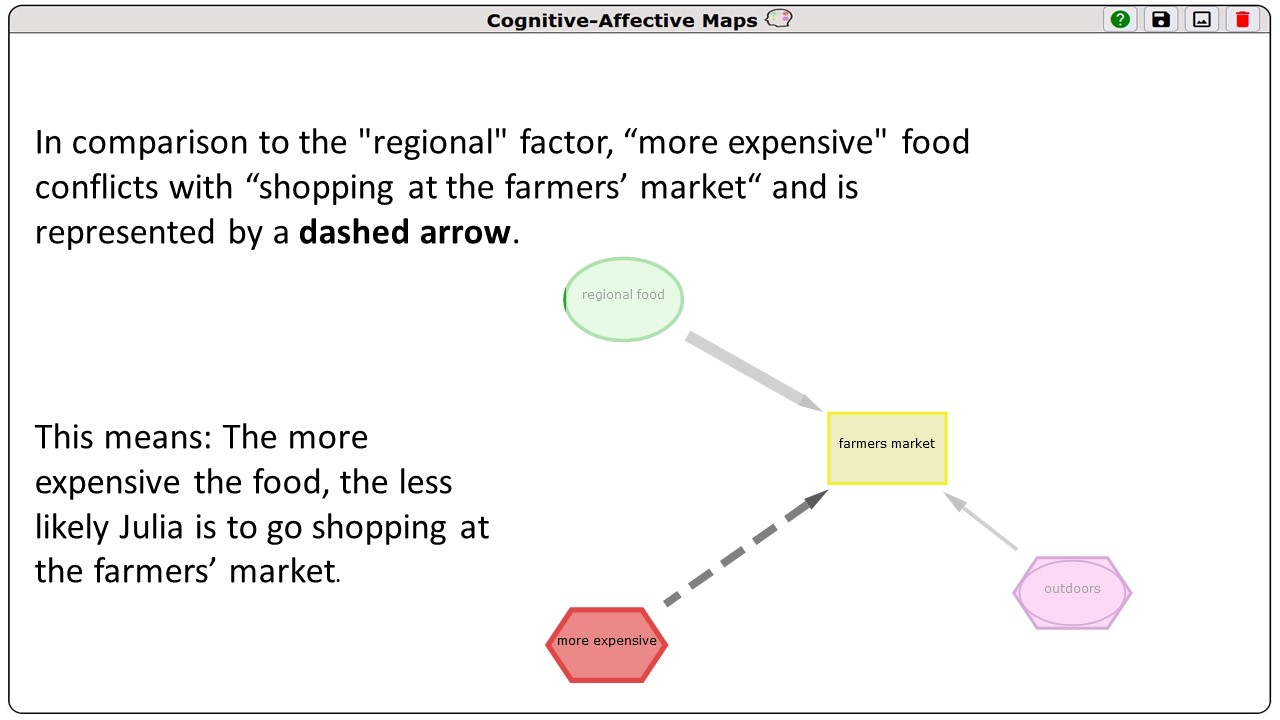 Cognitive-Affective Maps
In comparison to the "regional" factor, “more expensive" food
conflicts with “shopping at the farmers’ market“ and is
represented by a dashed arrow.
regional food
This means: The more
expensive the food, the less
likely Julia is to go shopping at
the farmers’ market.
farmers market
outdoors
more expensive